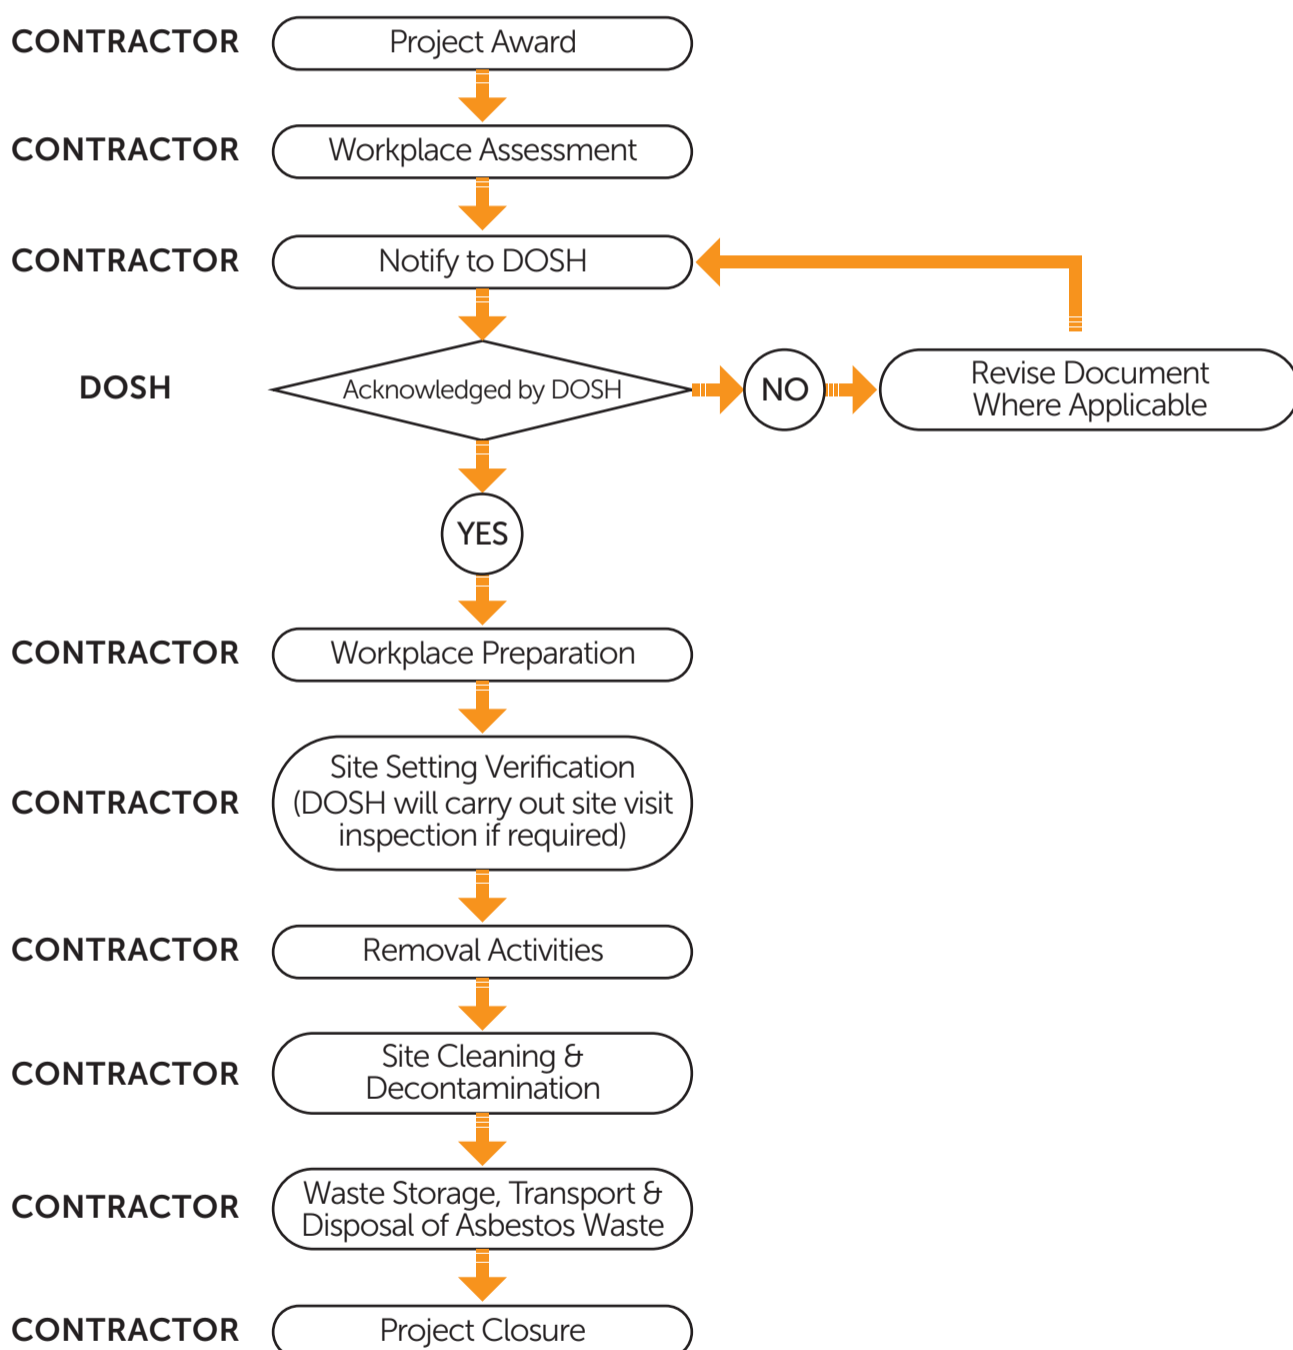 CONTRACTOR
Project Award
CONTRACTOR
Workplace Assessment
CONTRACTOR
Notify to DOSH
DOSH
Acknowledged by DOSH
NO
Revise Document
Where Applicable
YES
CONTRACTOR
Workplace Preparation
CONTRACTOR
Site Setting Verification
(DOSH will carry out site visit
inspection if required)
CONTRACTOR
Removal Activities
CONTRACTOR
Site Cleaning &
Decontamination
CONTRACTOR
Waste Storage, Transport &
Disposal of Asbestos Waste
CONTRACTOR
Project Closure